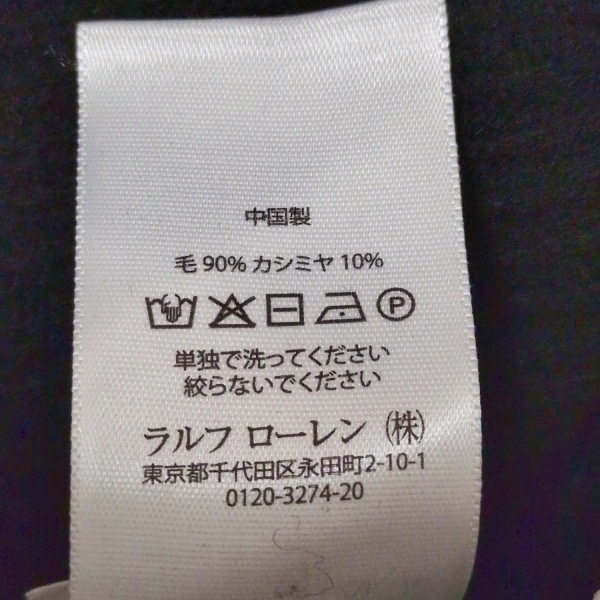 中国製
毛 90% カシミヤ 10%
P
単独で洗ってください
絞らないでください
ラルフ ローレン (株)
東京都千代田区永田町2-10-1
0120-3274-20